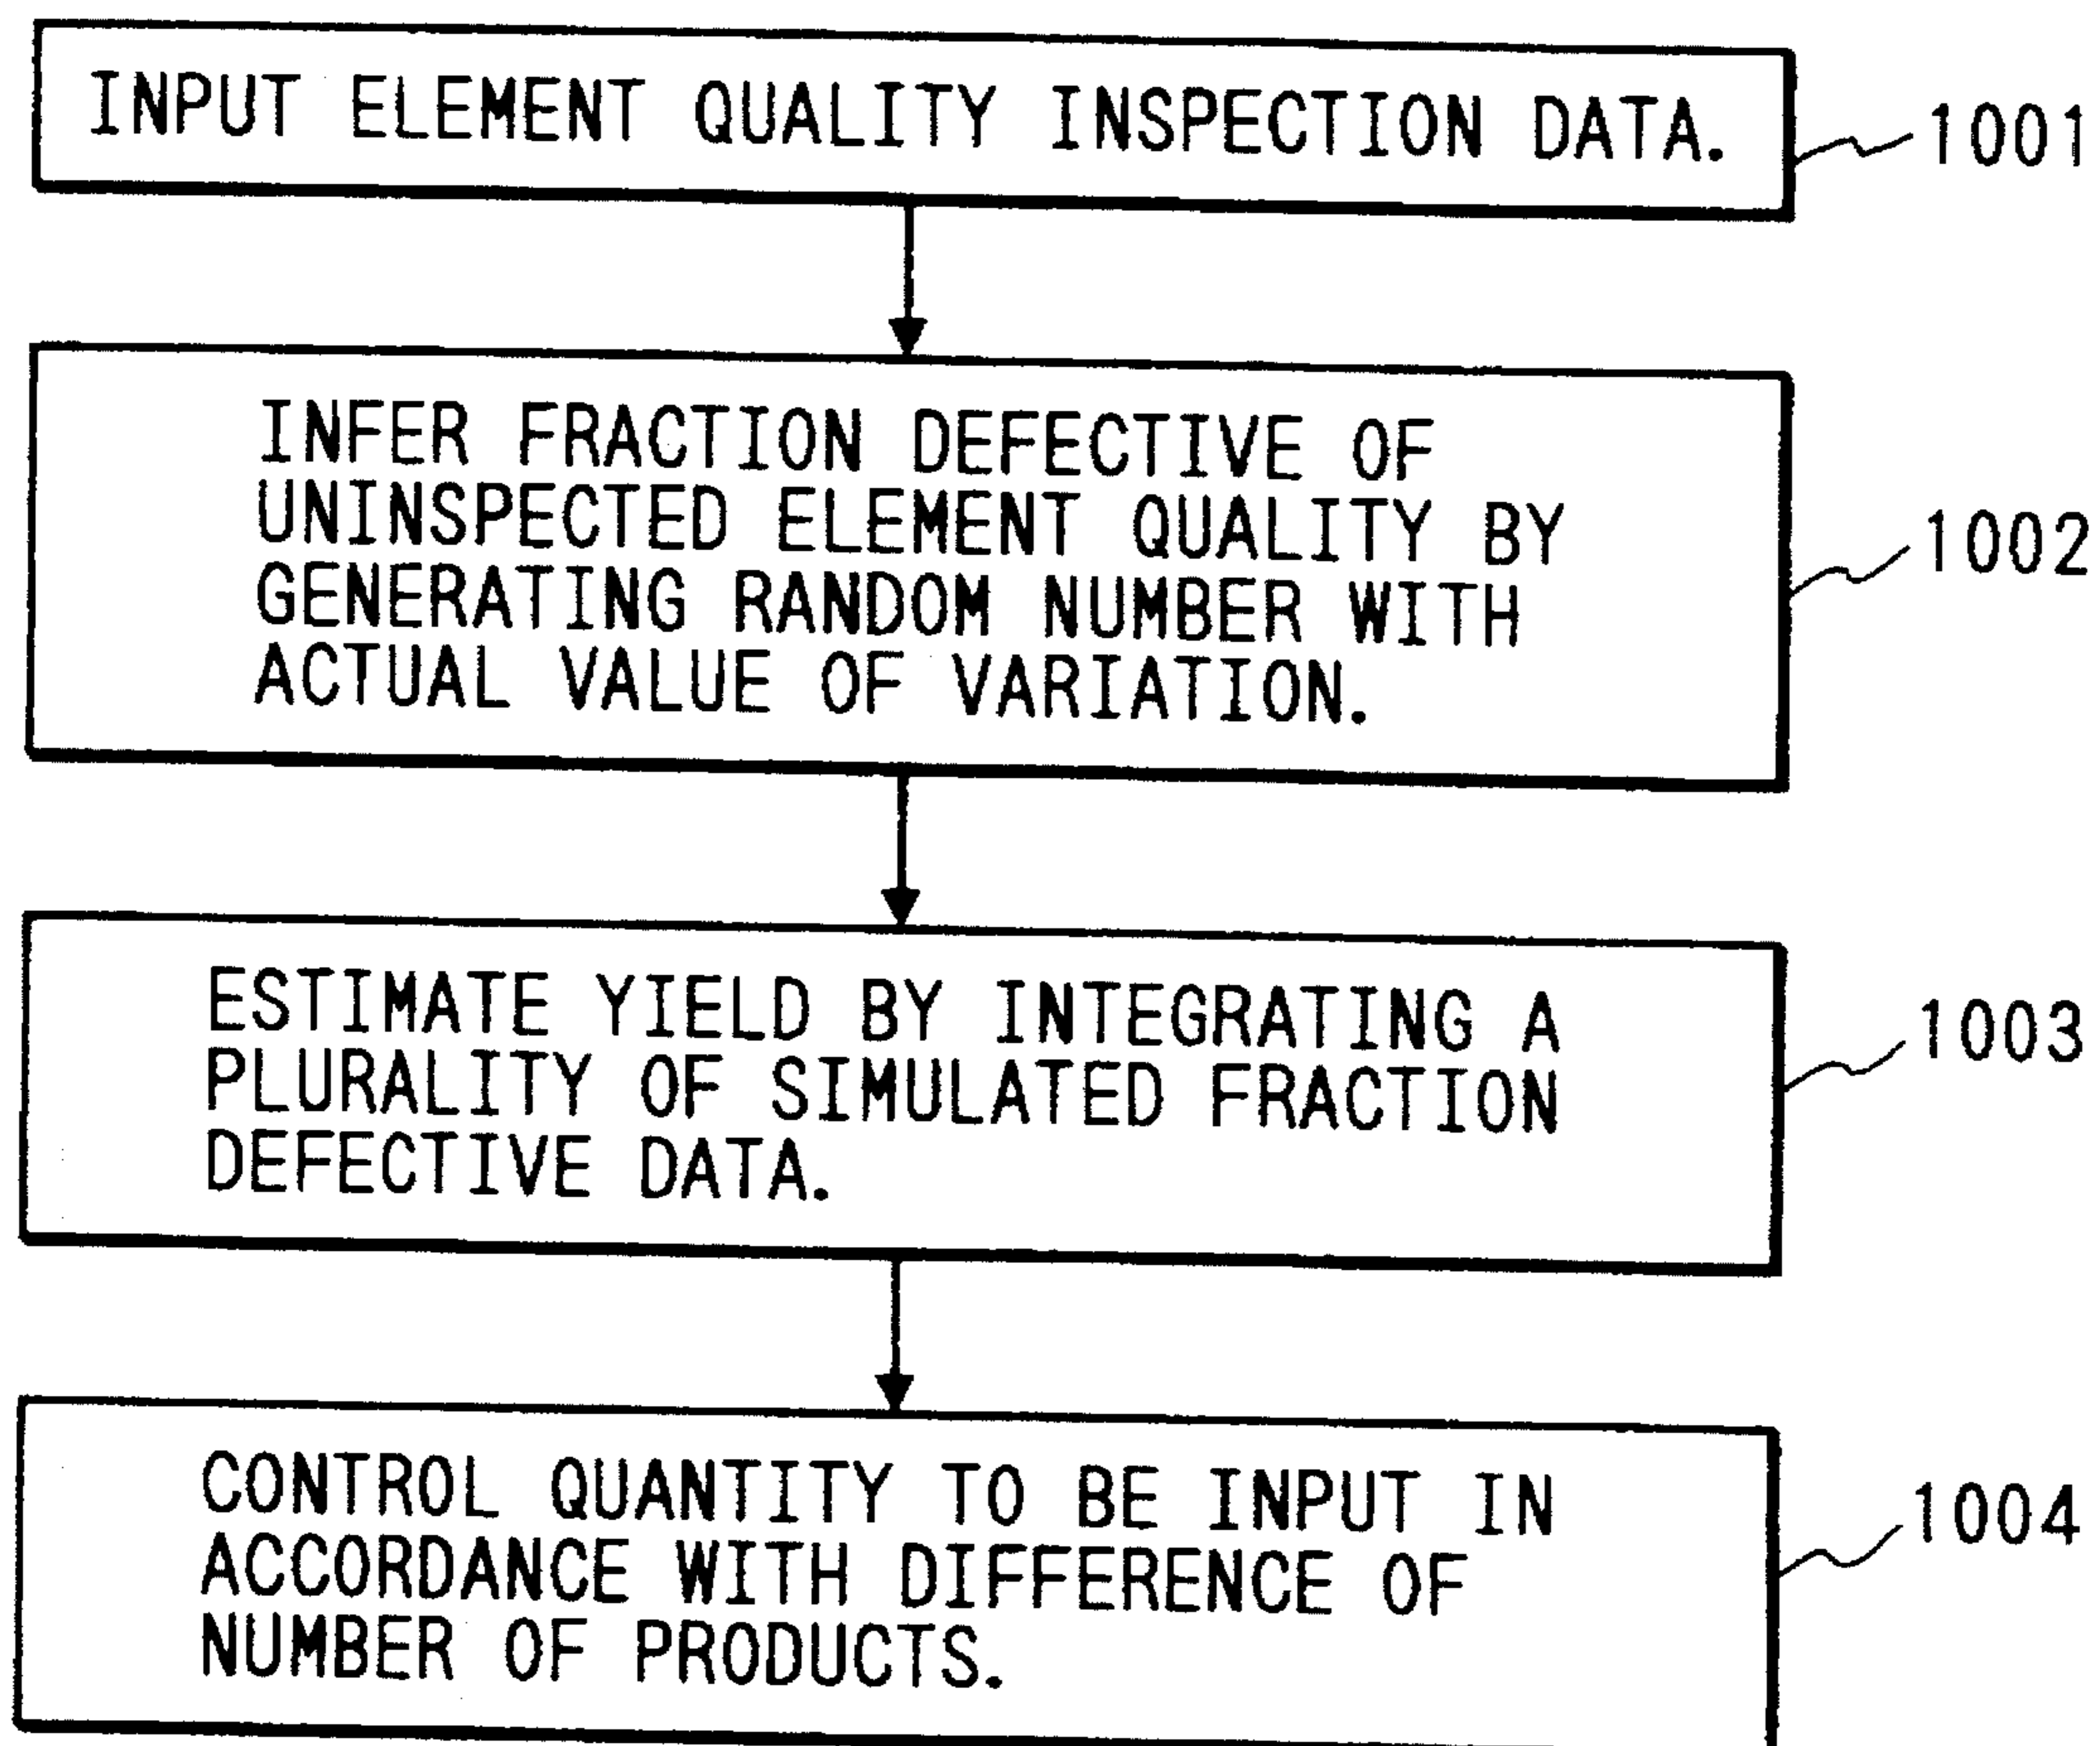 INPUT ELEMENT QUALITY INSPECTION DATA.
1001
INFER FRACTION DEFECTIVE OF
UNINSPECTED ELEMENT QUALITY BY
GENERATING RANDOM NUMBER WITH
ACTUAL VALUE OF VARIATION.
1002
ESTIMATE YIELD BY INTEGRATING A
PLURALITY OF SIMULATED FRACTION
DEFECTIVE DATA.
1003
CONTROL QUANTITY TO BE INPUT IN
ACCORDANCE WITH DIFFERENCE OF
NUMBER OF PRODUCTS.
1004